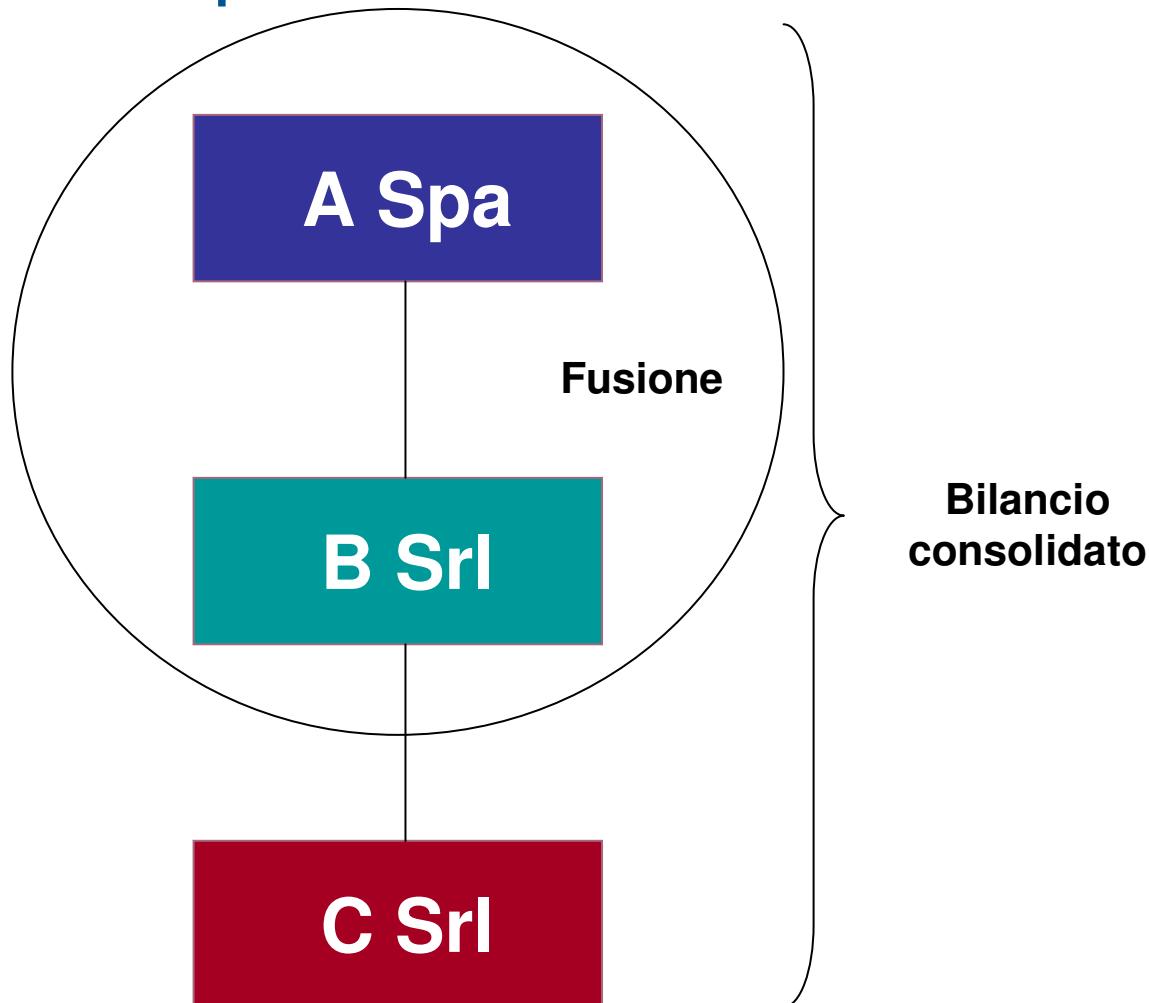 A Spa
Fusione
B Srl
Bilancio
consolidato
C Srl